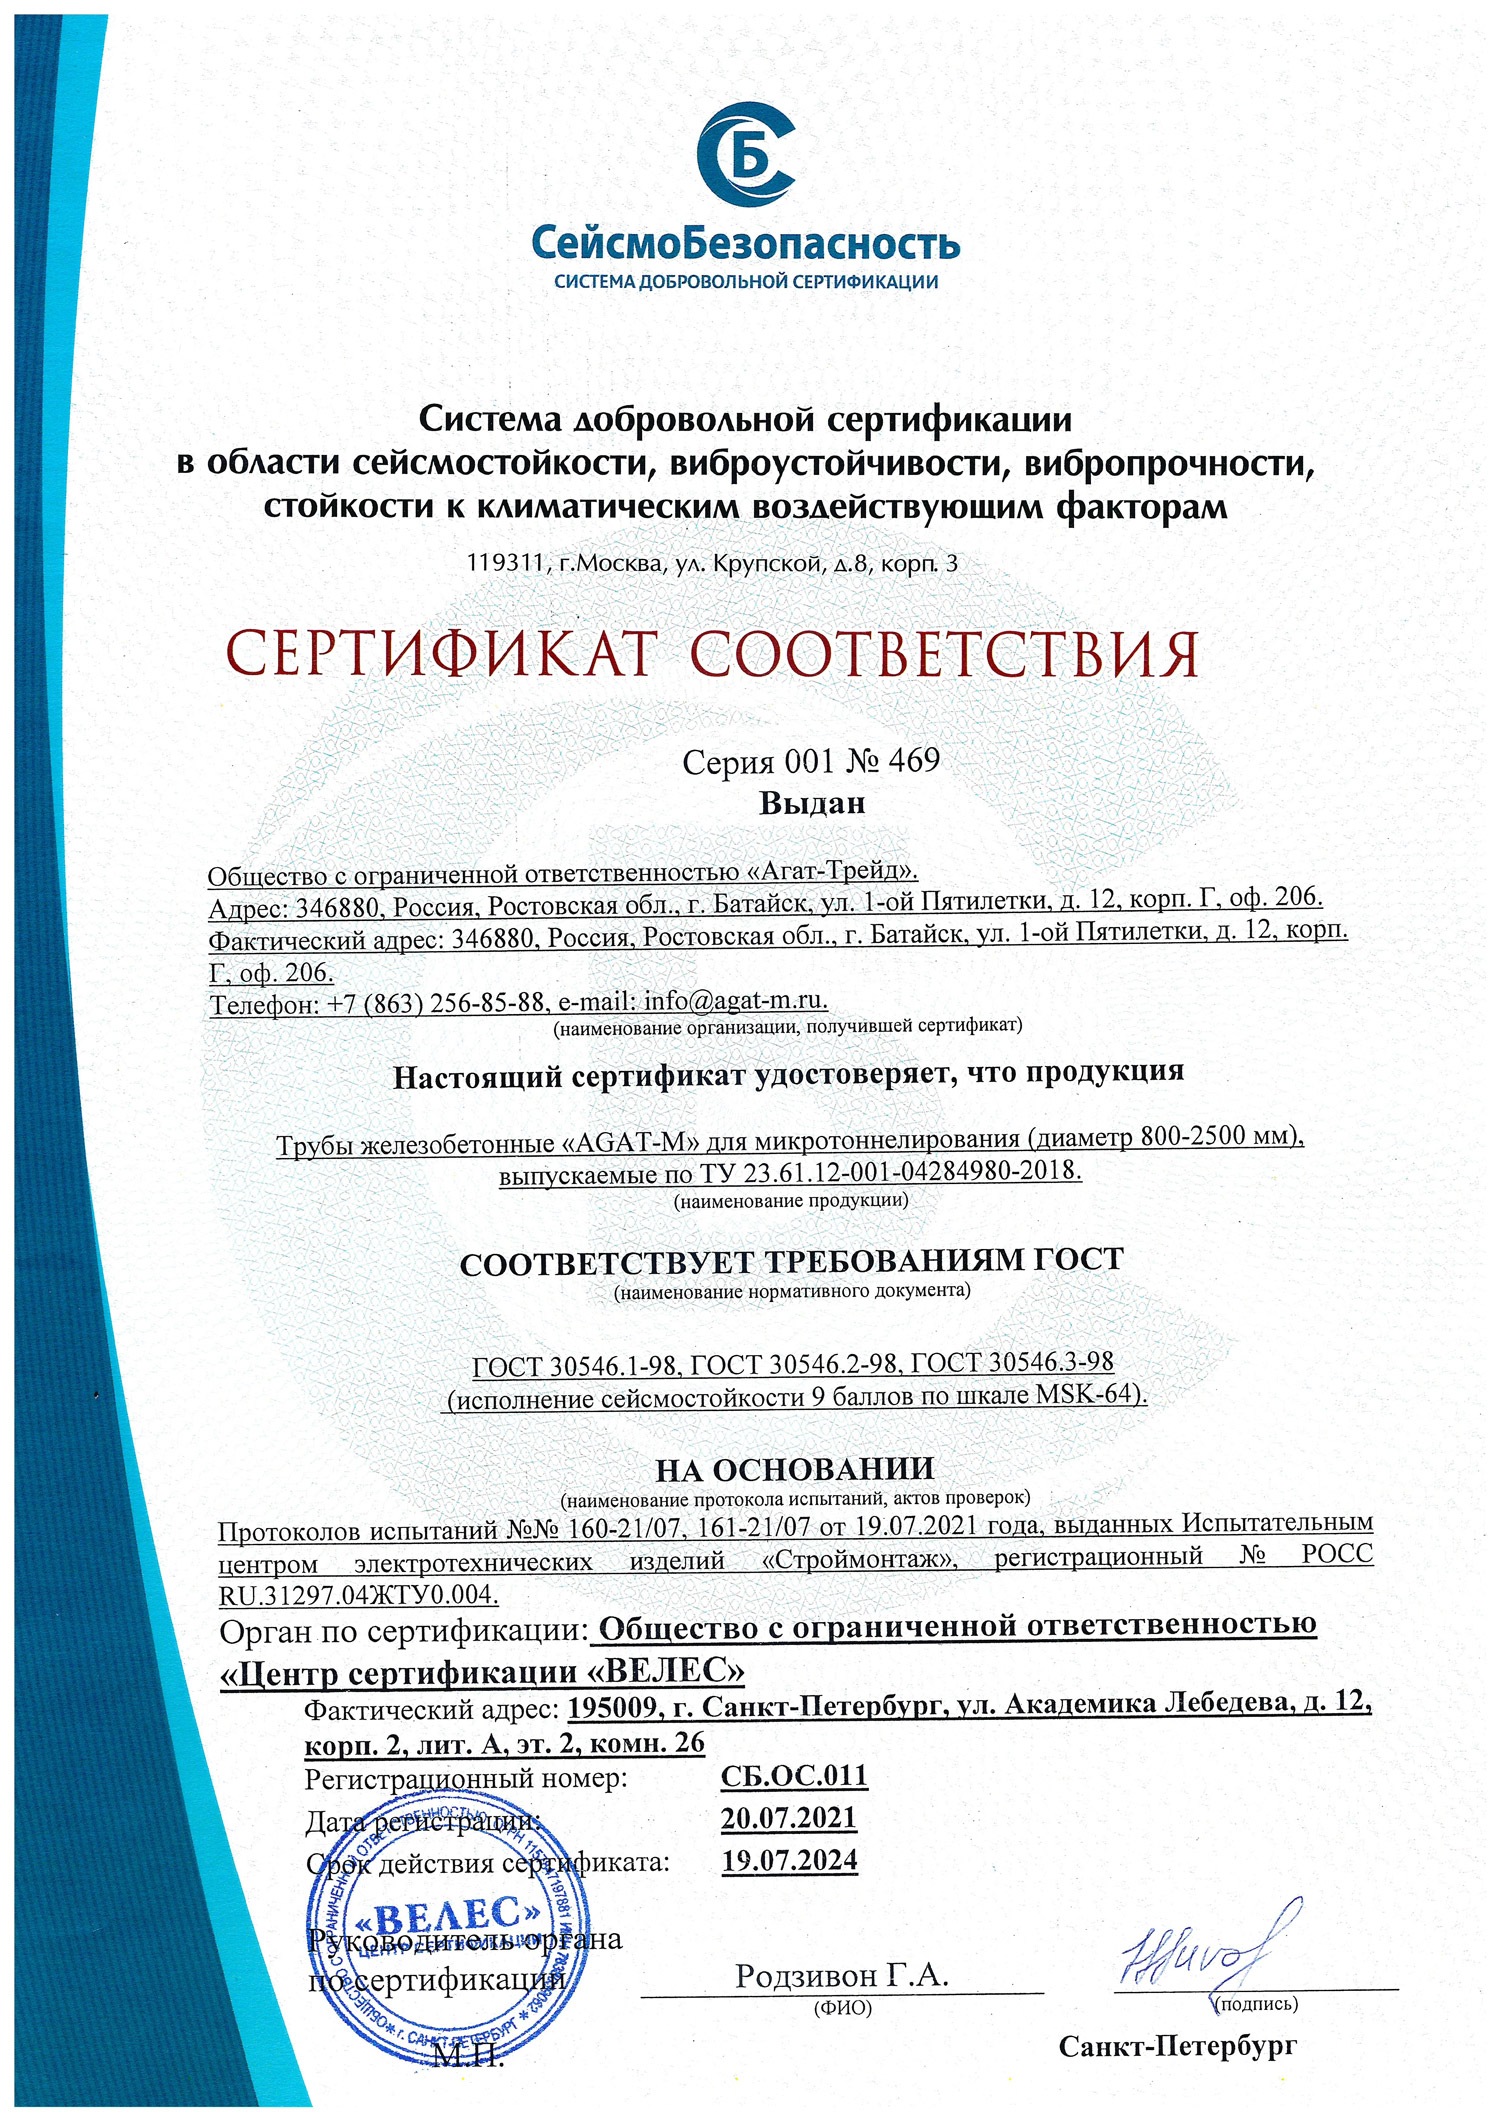 СБ
СейсмоБезопасность
СИСТЕМА ДОБРОВОЛЬНОЙ СЕРТИФИКАЦИИ
Система добровольной сертификации
в области сейсмостойкости, виброустойчивости, вибропрочности,
стойкости к климатическим воздействующим факторам
119311, г.Москва, ул. Крупской, д.8, корп. 3
СЕРТИФИКАТ СООТВЕТСТВИЯ
Серия 001 № 469
Выдан
Общество с ограниченной ответственностью «Агат-Трейд».
Адрес: 346880, Россия, Ростовская обл., г. Батайск, ул. 1-ой Пятилетки, д. 12, корп. Г, оф. 206.
Фактический адрес: 346880, Россия, Ростовская обл., г. Батайск, ул. 1-ой Пятилетки, д. 12, корп.
Г, оф. 206.
Телефон: +7 (863) 256-85-88, e-mail: info@agat-m.ru.
(наименование организации, получившей сертификат)
Настоящий сертификат удостоверяет, что продукция
Трубы железобетонные «AGAT-M» для микротоннелирования (диаметр 800-2500 мм),
выпускаемые по ТУ 23.61.12-001-04284980-2018.
(наименование продукции)
СООТВЕТСТВУЕТ ТРЕБОВАНИЯМ ГОСТ
(наименование нормативного документа)
ГОСТ 30546.1-98, ГОСТ 30546.2-98, ГОСТ 30546.3-98
(исполнение сейсмостойкости 9 баллов по шкале MSK-64).
НА ОСНОВАНИИ
(наименование протокола испытаний, актов проверок)
Протоколов испытаний №№ 160-21/07, 161-21/07 от 19.07.2021 года, выданных Испытательным
центром электротехнических изделий «Строймонтаж», регистрационный № РОСС
RU.31297.04ЖТУ0.004.
Орган по сертификации: Общество с ограниченной ответственностью
«Центр сертификации «ВЕЛЕС»
Фактический адрес: 195009, г. Санкт-Петербург, ул. Академика Лебедева, д. 12,
корп. 2, лит. А, эт. 2, комн. 26
Регистрационный номер: СБ.ОС.011
Дата регистрации: 20.07.2021
Срок действия сертификата: 19.07.2024
«ВЕЛЕС»
ЦЕНТР СЕРТИФИКАЦИИ
ОБЩЕСТВО С ОГРАНИЧЕННОЙ ОТВЕТСТВЕННОСТЬЮ
г. САНКТ-ПЕТЕРБУРГ
Руководитель органа
по сертификации Родзивон Г.А.
(ФИО) (подпись)
М.П. Санкт-Петербург